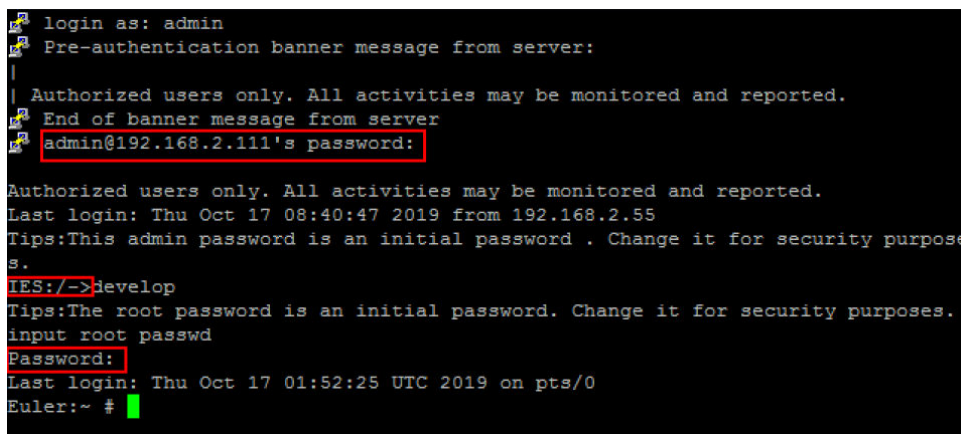 login as: admin
Pre-authentication banner message from server:
|
| Authorized users only. All activities may be monitored and reported.
End of banner message from server
admin@192.168.2.111's password:
Authorized users only. All activities may be monitored and reported.
Last login: Thu Oct 17 08:40:47 2019 from 192.168.2.55
Tips:This admin password is an initial password . Change it for security purpose
s.
IES:/->develop
Tips:The root password is an initial password. Change it for security purposes.
input root passwd
Password:
Last login: Thu Oct 17 01:52:25 UTC 2019 on pts/0
Euler:~ #